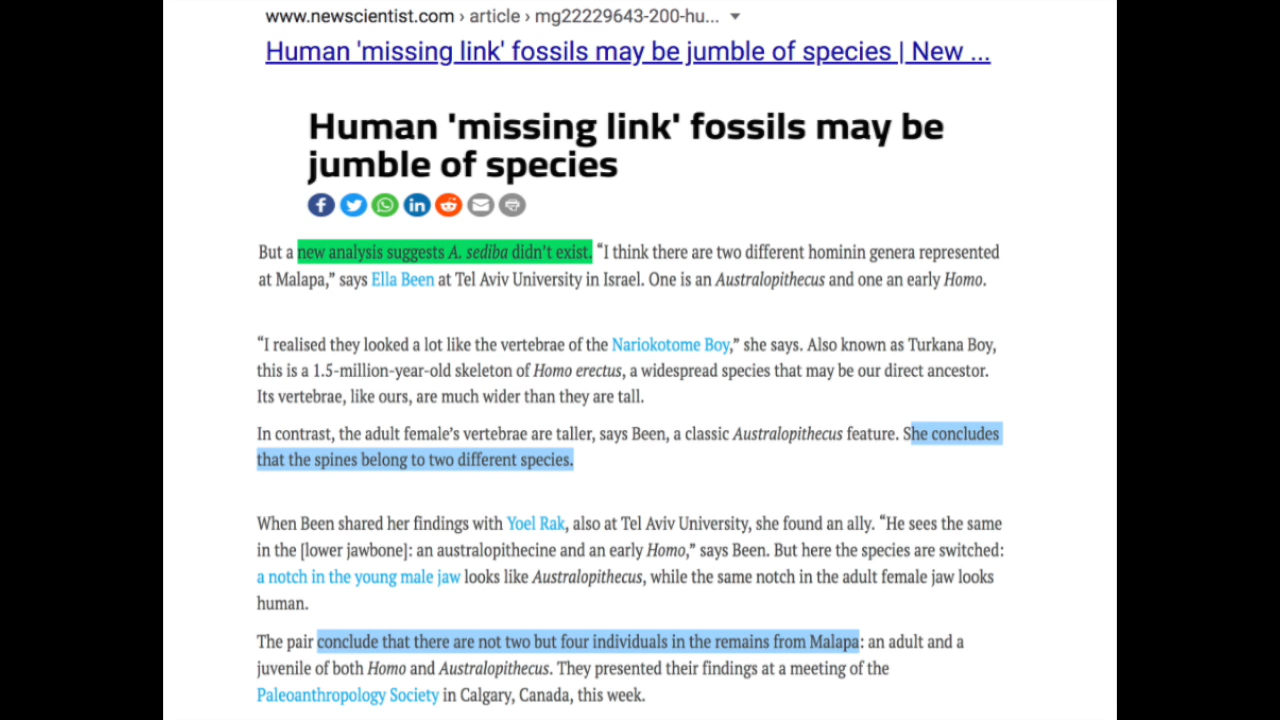 www.newscientist.com › article › mg22229643-200-hu...
Human 'missing link' fossils may be jumble of species | New ...
Human 'missing link' fossils may be
jumble of species
But a new analysis suggests A. sediba didn't exist. “I think there are two different hominin genera represented
at Malapa,” says Ella Been at Tel Aviv University in Israel. One is an Australopithecus and one an early Homo.
“I realised they looked a lot like the vertebrae of the Nariokotome Boy,” she says. Also known as Turkana Boy,
this is a 1.5-million-year-old skeleton of Homo erectus, a widespread species that may be our direct ancestor.
Its vertebrae, like ours, are much wider than they are tall.
In contrast, the adult female’s vertebrae are taller, says Been, a classic Australopithecus feature. She concludes
that the spines belong to two different species.
When Been shared her findings with Yoel Rak, also at Tel Aviv University, she found an ally. “He sees the same
in the [lower jawbone]: an australopithecine and an early Homo,” says Been. But here the species are switched:
a notch in the young male jaw looks like Australopithecus, while the same notch in the adult female jaw looks
human.
The pair conclude that there are not two but four individuals in the remains from Malapa: an adult and a
juvenile of both Homo and Australopithecus. They presented their findings at a meeting of the
Paleoanthropology Society in Calgary, Canada, this week.